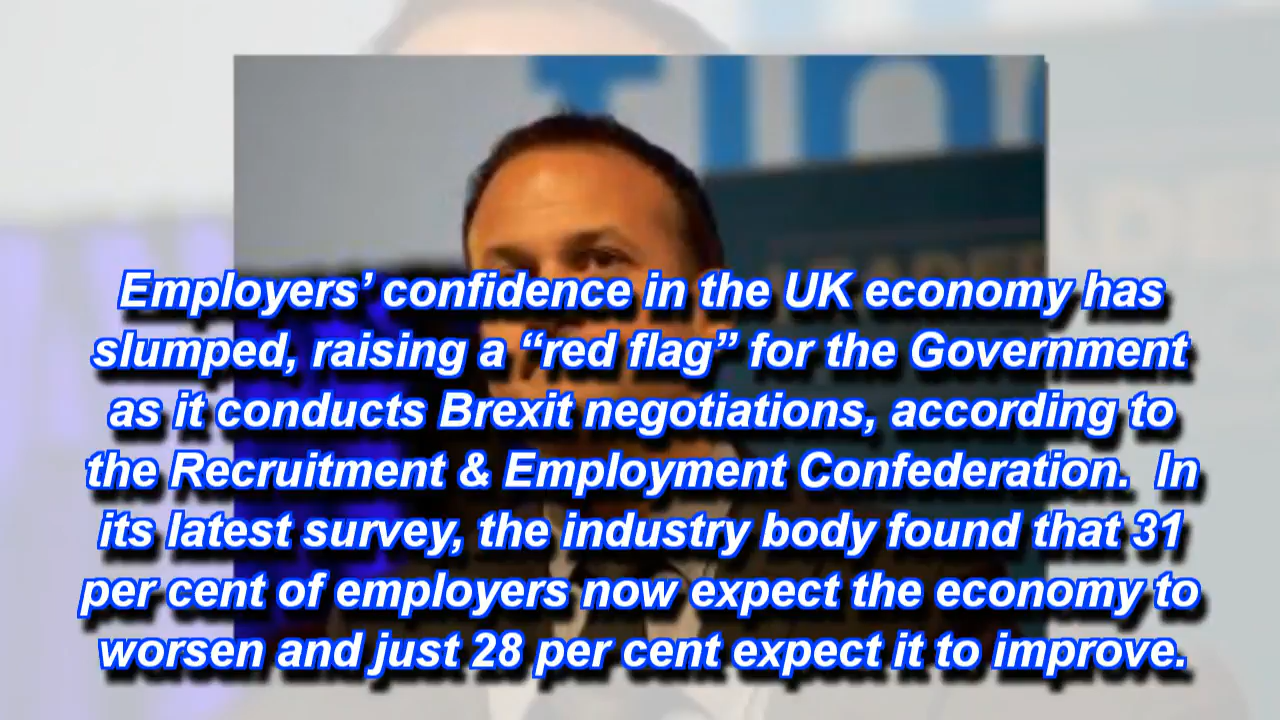 Employers’ confidence in the UK economy has
slumped, raising a “red flag” for the Government
as it conducts Brexit negotiations, according to
the Recruitment & Employment Confederation.  In
its latest survey, the industry body found that 31
per cent of employers now expect the economy to
worsen and just 28 per cent expect it to improve.